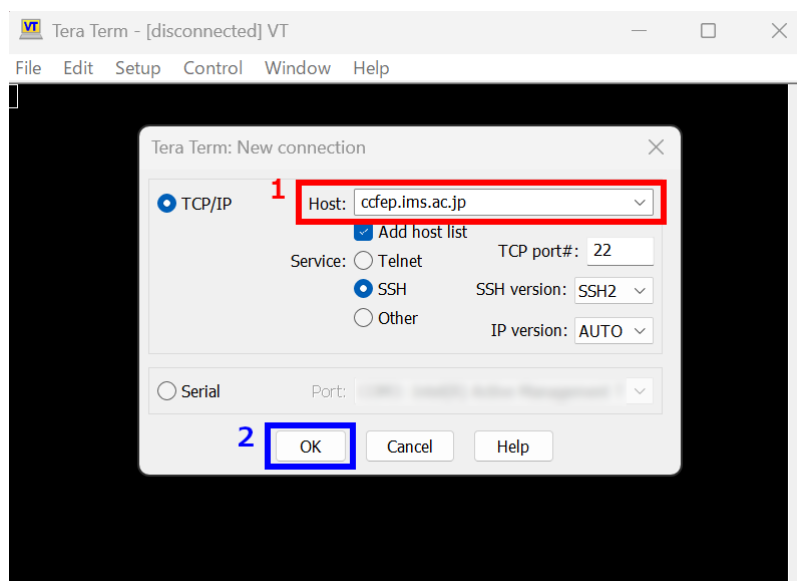 VT Tera Term - [disconnected] VT
File Edit Setup Control Window Help
Tera Term: New connection
TCP/IP 1 Host: ccfep.ims.ac.jp
Add host list
Service: Telnet TCP port#: 22
SSH SSH version: SSH2
Other IP version: AUTO
Serial Port:
2 OK Cancel Help